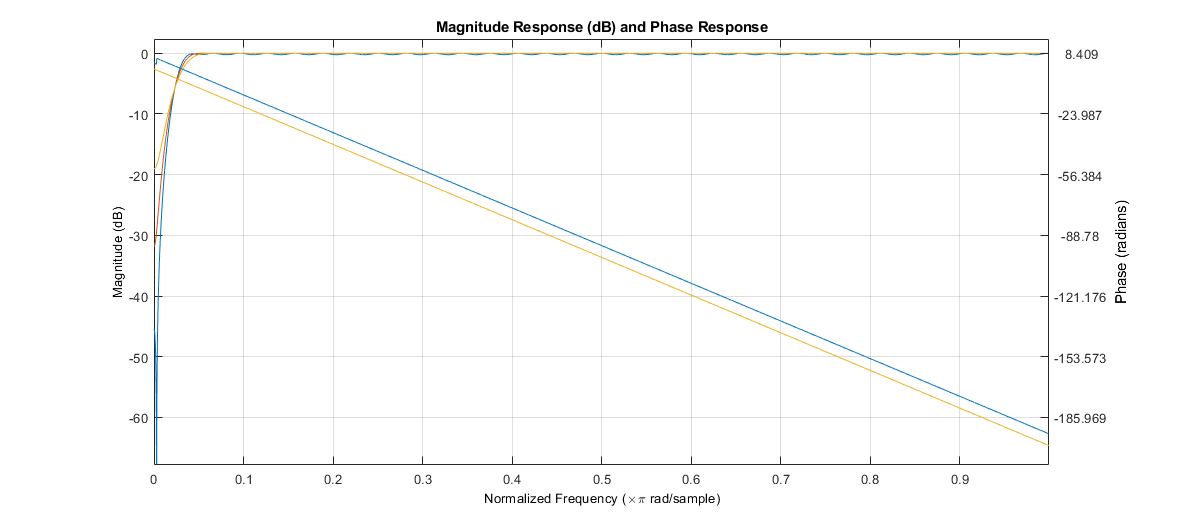 Magnitude Response (dB) and Phase Response
0
-10
-20
-30
-40
-50
-60
Magnitude (dB)
8.409
-23.987
-56.384
-88.78
-121.176
-153.573
-185.969
Phase (radians)
0 0.1 0.2 0.3 0.4 0.5 0.6 0.7 0.8 0.9
Normalized Frequency (×π rad/sample)